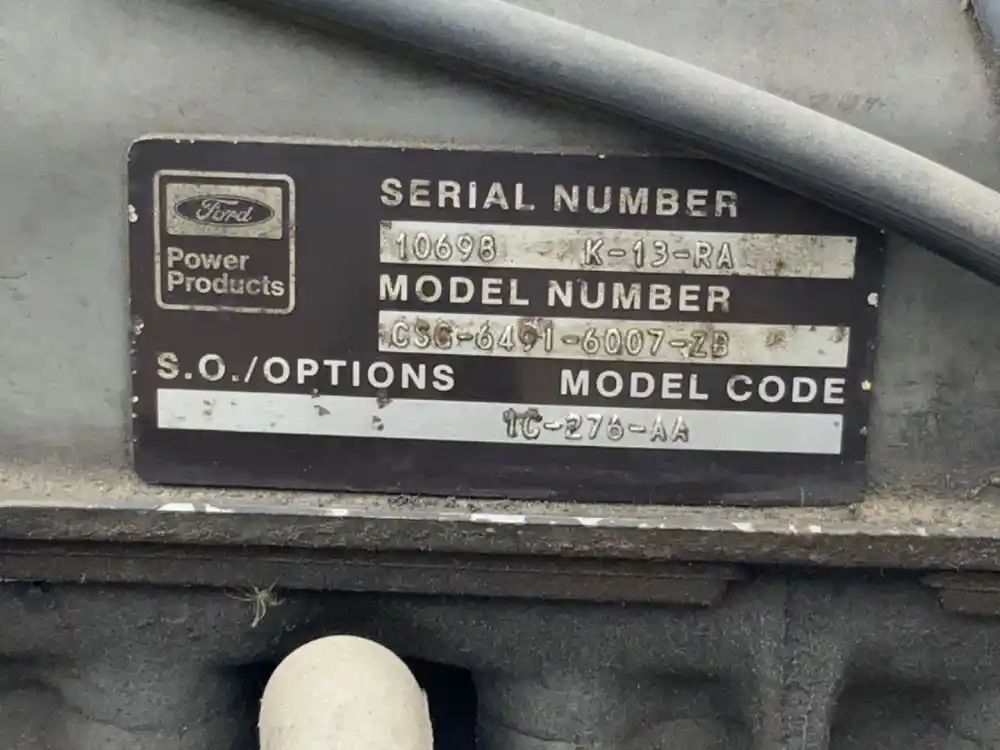 Ford
Power
Products
SERIAL NUMBER
10698 K-13-RA
MODEL NUMBER
CSG-6491-6007-ZB
S.O./OPTIONS MODEL CODE
1C-276-AA